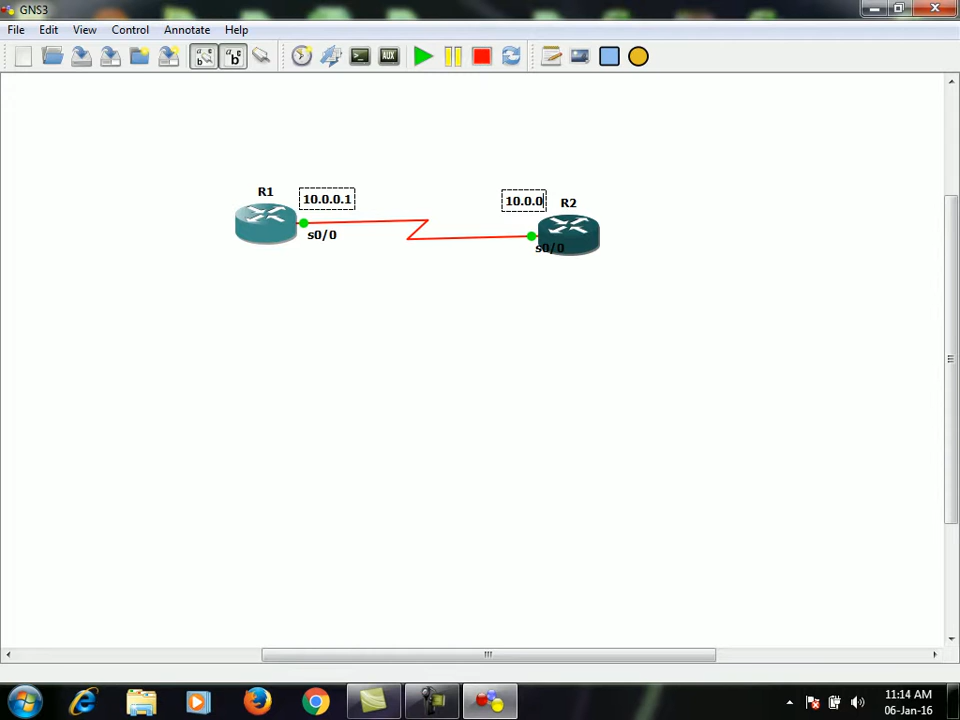 GNS3
File Edit View Control Annotate Help
R1
10.0.0.1
s0/0
10.0.0
R2
s0/0
11:14 AM
06-Jan-16